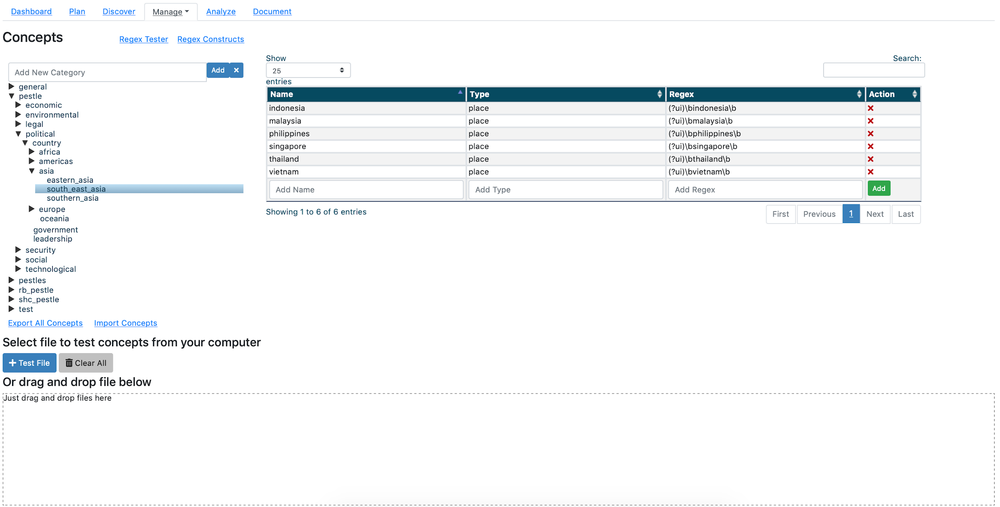 Dashboard Plan Discover Manage Analyze Document
Concepts Regex Tester Regex Constructs
Add New Category Add ×
general
pestle
economic
environmental
legal
political
country
africa
americas
asia
eastern_asia
south_east_asia
southern_asia
europe
oceania
government
leadership
security
social
technological
pestles
rb_pestle
shc_pestle
test
Export All Concepts Import Concepts
Show
25
entries
Search:
Name Type Regex Action
indonesia place (?ui)\bindonesia\b
malaysia place (?ui)\bmalaysia\b
philippines place (?ui)\bphilippines\b
singapore place (?ui)\bsingapore\b
thailand place (?ui)\bthailand\b
vietnam place (?ui)\bvietnam\b
Add Name Add Type Add Regex Add
Showing 1 to 6 of 6 entries
First Previous 1 Next Last
Select file to test concepts from your computer
+ Test File Clear All
Or drag and drop file below
Just drag and drop files here